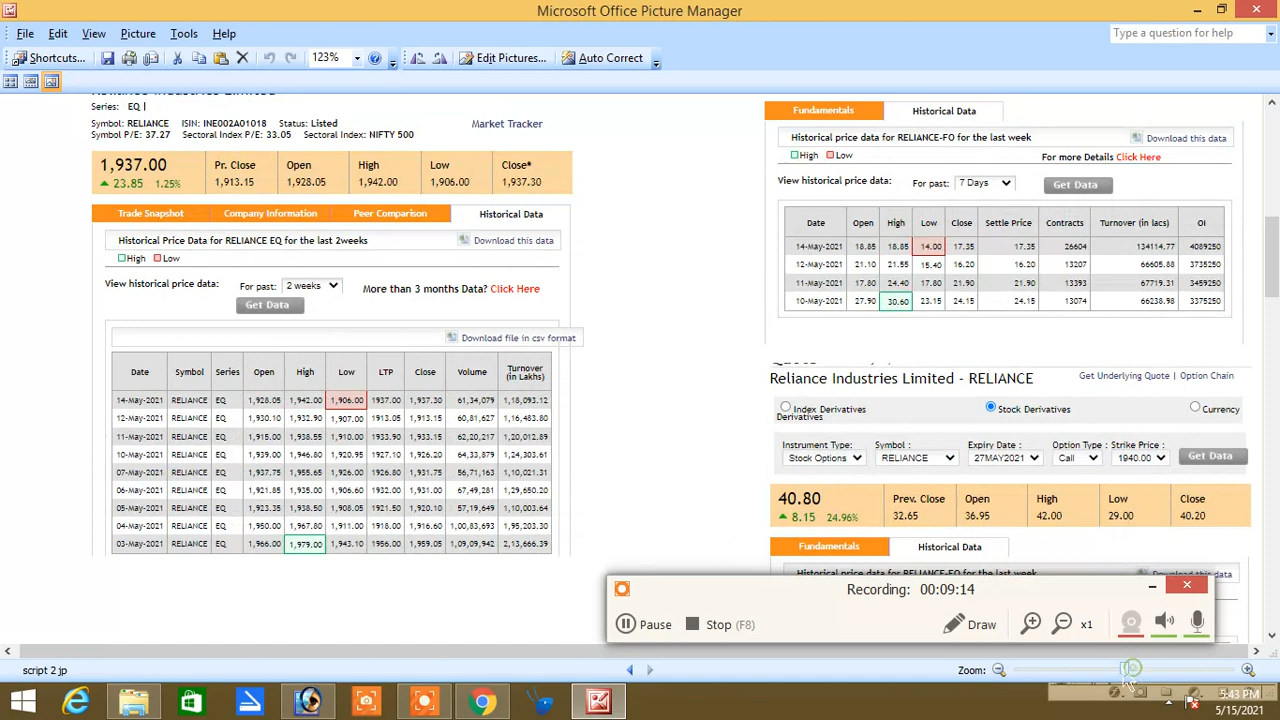 Microsoft Office Picture Manager
File Edit View Picture Tools Help
Type a question for help
Shortcuts... 123% Edit Pictures... Auto Correct
Reliance Industries Limited
Series: EQ |
Symbol: RELIANCE ISIN: INE002A01018 Status: Listed
Symbol P/E: 37.27 Sectoral Index P/E: 33.05 Sectoral Index: NIFTY 500
Market Tracker
1,937.00 Pr. Close Open High Low Close*
23.85 1.25% 1,913.15 1,928.05 1,942.00 1,906.00 1,937.30
Trade Snapshot Company Information Peer Comparison Historical Data
Historical Price Data for RELIANCE EQ for the last 2weeks Download this data
High Low
View historical price data: For past: 2 weeks More than 3 months Data? Click Here
Get Data
Download file in csv format
Date Symbol Series Open High Low LTP Close Volume Turnover (in Lakhs)
14-May-2021 RELIANCE EQ 1,928.05 1,942.00 1,906.00 1937.00 1,937.30 61,34,079 1,18,093.12
12-May-2021 RELIANCE EQ 1,930.10 1,932.90 1,907.00 1913.05 1,913.15 60,81,627 1,16,483.80
11-May-2021 RELIANCE EQ 1,915.00 1,938.55 1,910.00 1933.90 1,933.15 62,20,217 1,20,012.89
10-May-2021 RELIANCE EQ 1,939.00 1,946.80 1,920.95 1927.10 1,926.20 64,33,879 1,24,303.61
07-May-2021 RELIANCE EQ 1,937.75 1,955.65 1,926.00 1926.80 1,931.75 56,71,163 1,10,021.31
06-May-2021 RELIANCE EQ 1,921.85 1,935.00 1,906.60 1932.00 1,931.00 67,49,281 1,29,650.20
05-May-2021 RELIANCE EQ 1,923.35 1,938.50 1,908.05 1921.50 1,920.10 57,19,649 1,10,003.64
04-May-2021 RELIANCE EQ 1,950.00 1,967.80 1,911.00 1918.00 1,916.60 1,00,83,693 1,95,203.30
03-May-2021 RELIANCE EQ 1,966.00 1,979.00 1,943.10 1956.00 1,959.05 1,09,09,942 2,13,666.39
Fundamentals Historical Data
Historical price data for RELIANCE-FO for the last week Download this data
High Low For more Details Click Here
View historical price data: For past: 7 Days Get Data
Date Open High Low Close Settle Price Contracts Turnover (in lacs) OI
14-May-2021 18.85 18.85 14.00 17.35 17.35 26604 134114.77 4089250
12-May-2021 21.10 21.55 15.40 16.20 16.20 13207 66605.88 3735250
11-May-2021 17.80 24.40 17.80 21.90 21.90 13393 67719.31 3459250
10-May-2021 27.90 30.60 23.15 24.15 24.15 13074 66238.98 3375250
Reliance Industries Limited - RELIANCE Get Underlying Quote | Option Chain
Index Derivatives Stock Derivatives Currency
Derivatives
Instrument Type: Symbol : Expiry Date : Option Type : Strike Price :
Stock Options RELIANCE 27MAY2021 Call 1940.00 Get Data
40.80 Prev. Close Open High Low Close
8.15 24.96% 32.65 36.95 42.00 29.00 40.20
Fundamentals Historical Data
Historical price data for RELIANCE-FO for the last week Download this data
Recording: 00:09:14
Pause Stop (F8) Draw x1
script 2 jp Zoom:
5:43 PM
5/15/2021